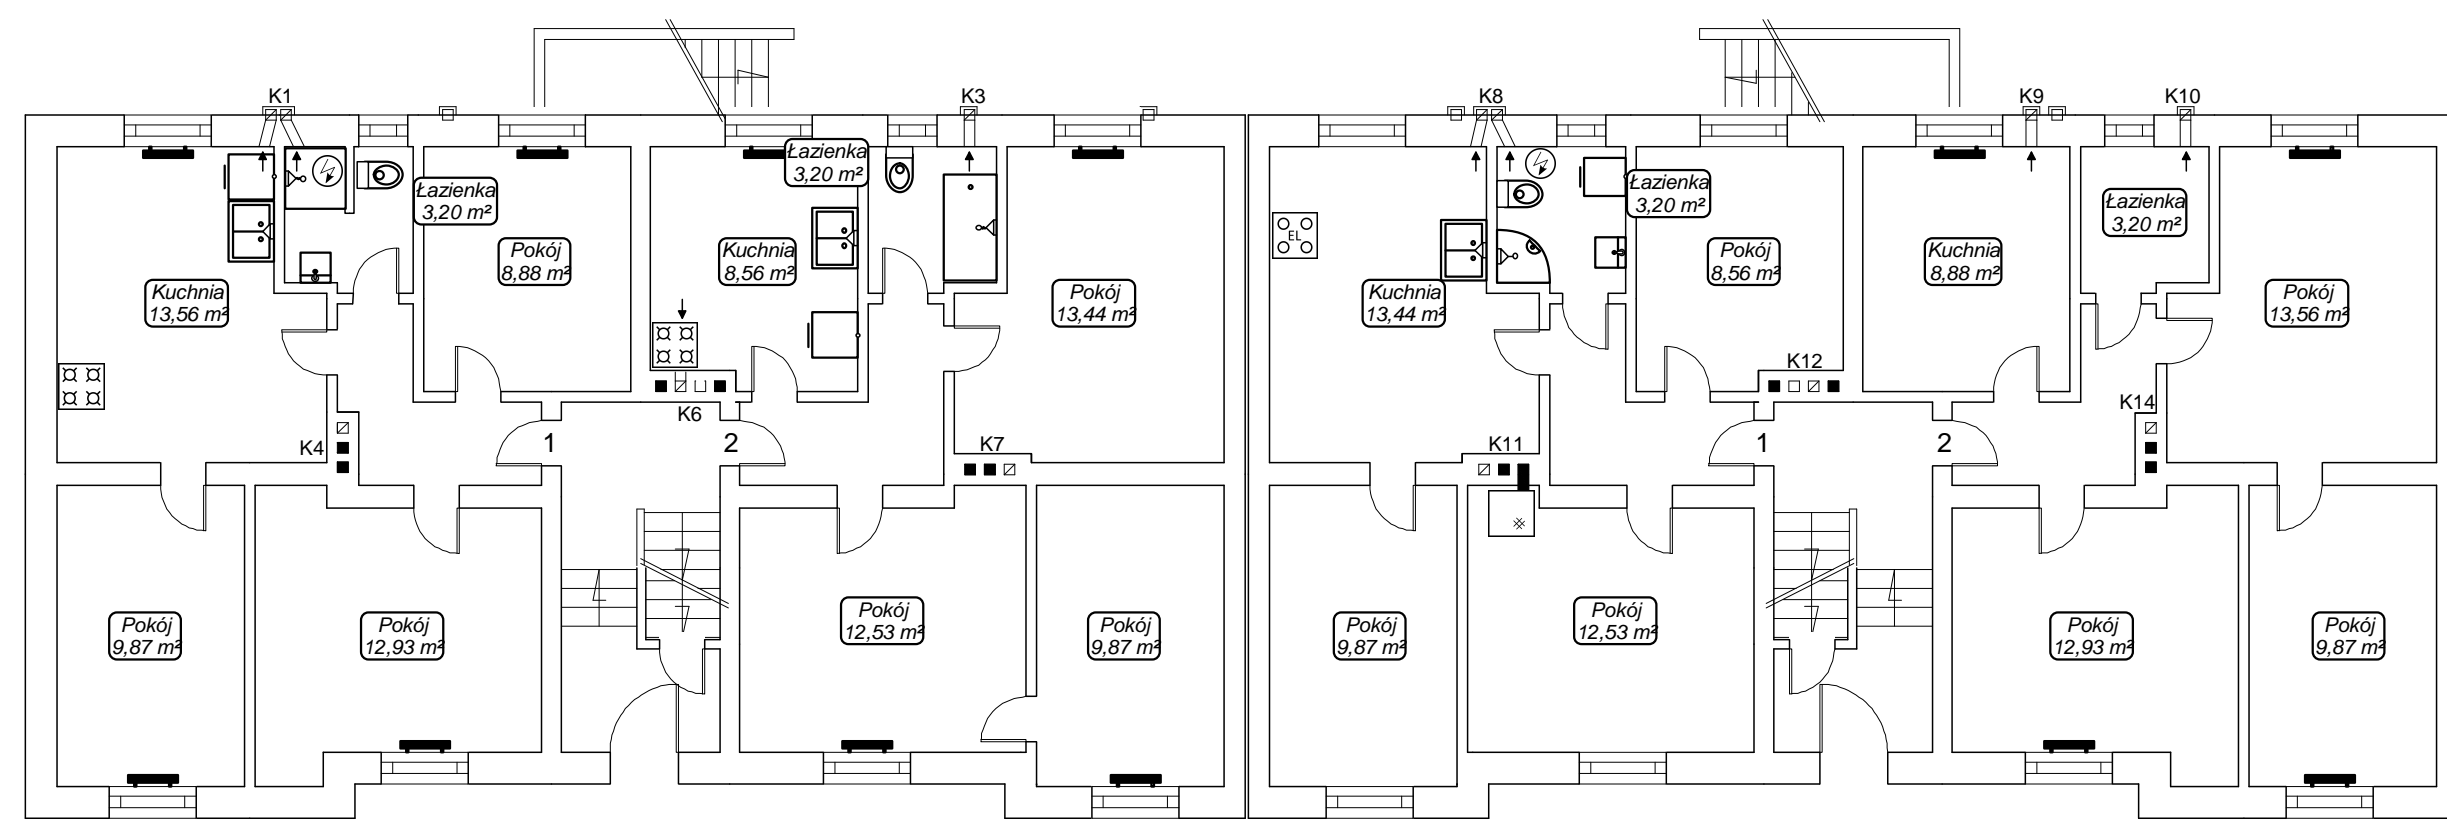 K1
K3
K8
K9
K10
Łazienka
3,20 m²
Łazienka
3,20 m²
Łazienka
3,20 m²
Łazienka
3,20 m²
Pokój
8,88 m²
Kuchnia
8,56 m²
EL
Pokój
8,56 m²
Kuchnia
8,88 m²
Kuchnia
13,56 m²
Pokój
13,44 m²
Kuchnia
13,44 m²
Pokój
13,56 m²
K12
K6
K14
K4
1
2
K7
K11
1
2
Pokój
9,87 m²
Pokój
12,93 m²
Pokój
12,53 m²
Pokój
9,87 m²
Pokój
9,87 m²
Pokój
12,53 m²
Pokój
12,93 m²
Pokój
9,87 m²